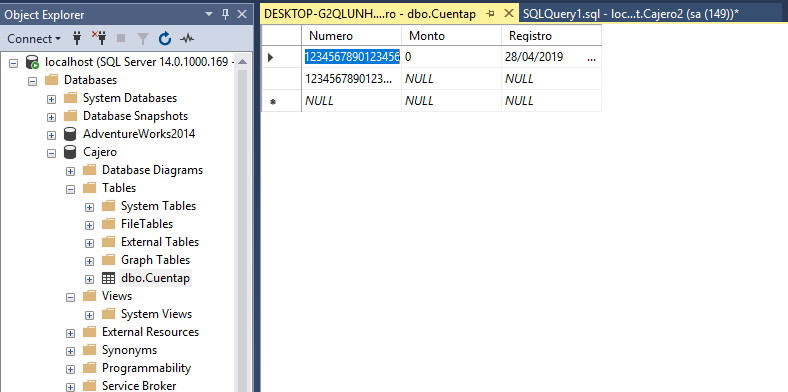 Object Explorer
Connect
localhost (SQL Server 14.0.1000.169 -
Databases
System Databases
Database Snapshots
AdventureWorks2014
Cajero
Database Diagrams
Tables
System Tables
FileTables
External Tables
Graph Tables
dbo.Cuentap
Views
System Views
External Resources
Synonyms
Programmability
Service Broker
DESKTOP-G2QLUNH....ro - dbo.Cuentap
SQLQuery1.sql - loc...t.Cajero2 (sa (149))*
Numero Monto Registro
1234567890123456 0 28/04/2019 ...
1234567890123... NULL NULL
NULL NULL NULL